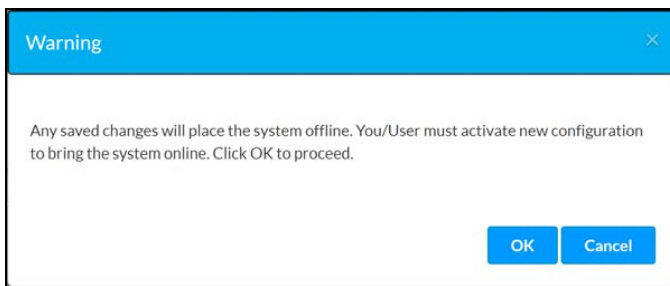 Warning
Any saved changes will place the system offline. You/User must activate new configuration
to bring the system online. Click OK to proceed.
OK Cancel